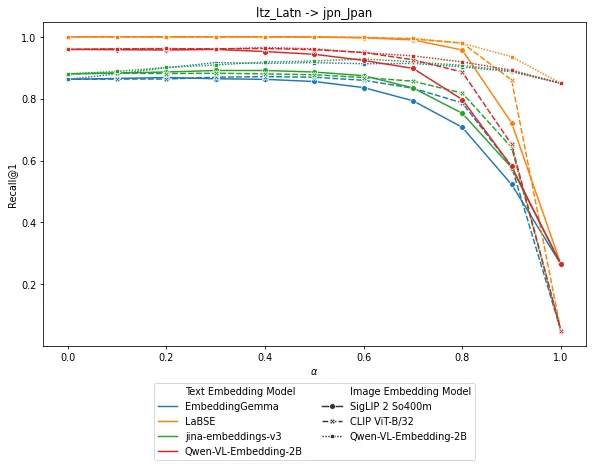 ltz_Latn -> jpn_Jpan
1.0
0.8
0.6
0.4
0.2
Recall@1
0.0 0.2 0.4 0.6 0.8 1.0
α
Text Embedding Model Image Embedding Model
EmbeddingGemma SigLIP 2 So400m
LaBSE CLIP ViT-B/32
jina-embeddings-v3 Qwen-VL-Embedding-2B
Qwen-VL-Embedding-2B